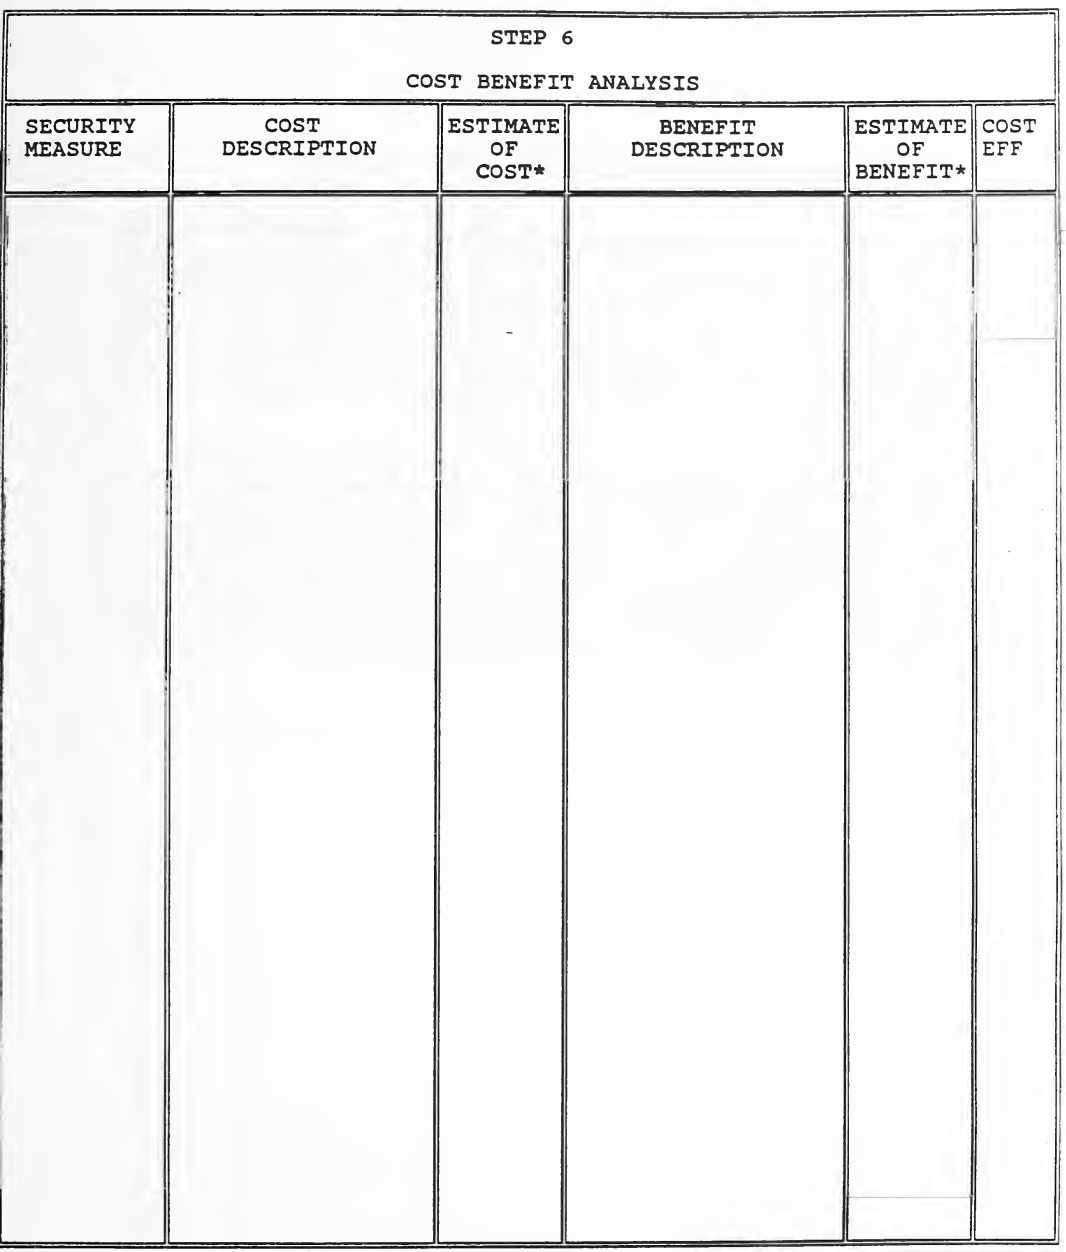 STEP 6
COST BENEFIT ANALYSIS
SECURITY
MEASURE
COST
DESCRIPTION
ESTIMATE
OF
COST*
BENEFIT
DESCRIPTION
ESTIMATE
OF
BENEFIT*
COST
EFF